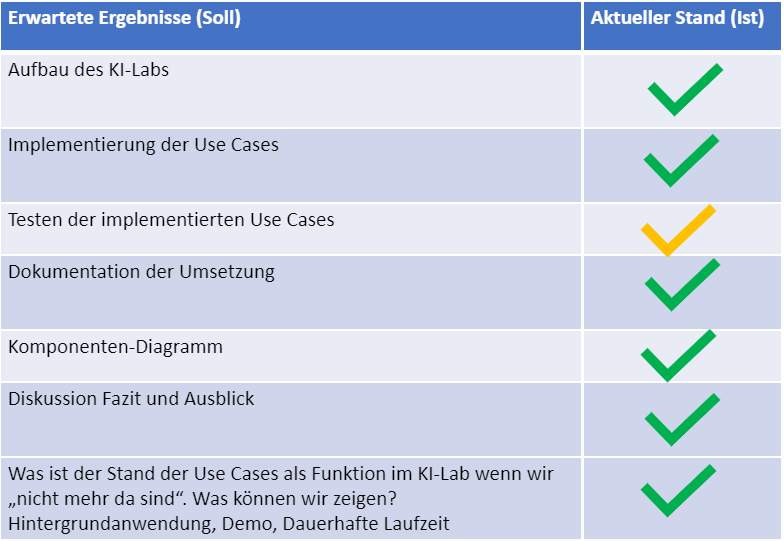 Erwartete Ergebnisse (Soll)
Aktueller Stand (Ist)
Aufbau des KI-Labs
Implementierung der Use Cases
Testen der implementierten Use Cases
Dokumentation der Umsetzung
Komponenten-Diagramm
Diskussion Fazit und Ausblick
Was ist der Stand der Use Cases als Funktion im KI-Lab wenn wir
„nicht mehr da sind“. Was können wir zeigen?
Hintergrundanwendung, Demo, Dauerhafte Laufzeit